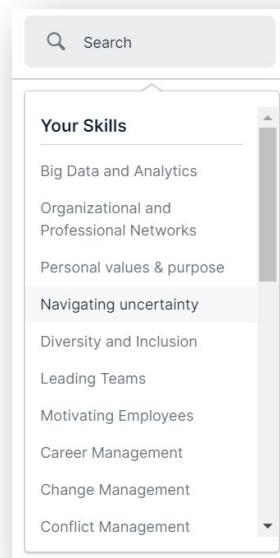 Search
Your Skills
Big Data and Analytics
Organizational and
Professional Networks
Personal values & purpose
Navigating uncertainty
Diversity and Inclusion
Leading Teams
Motivating Employees
Career Management
Change Management
Conflict Management